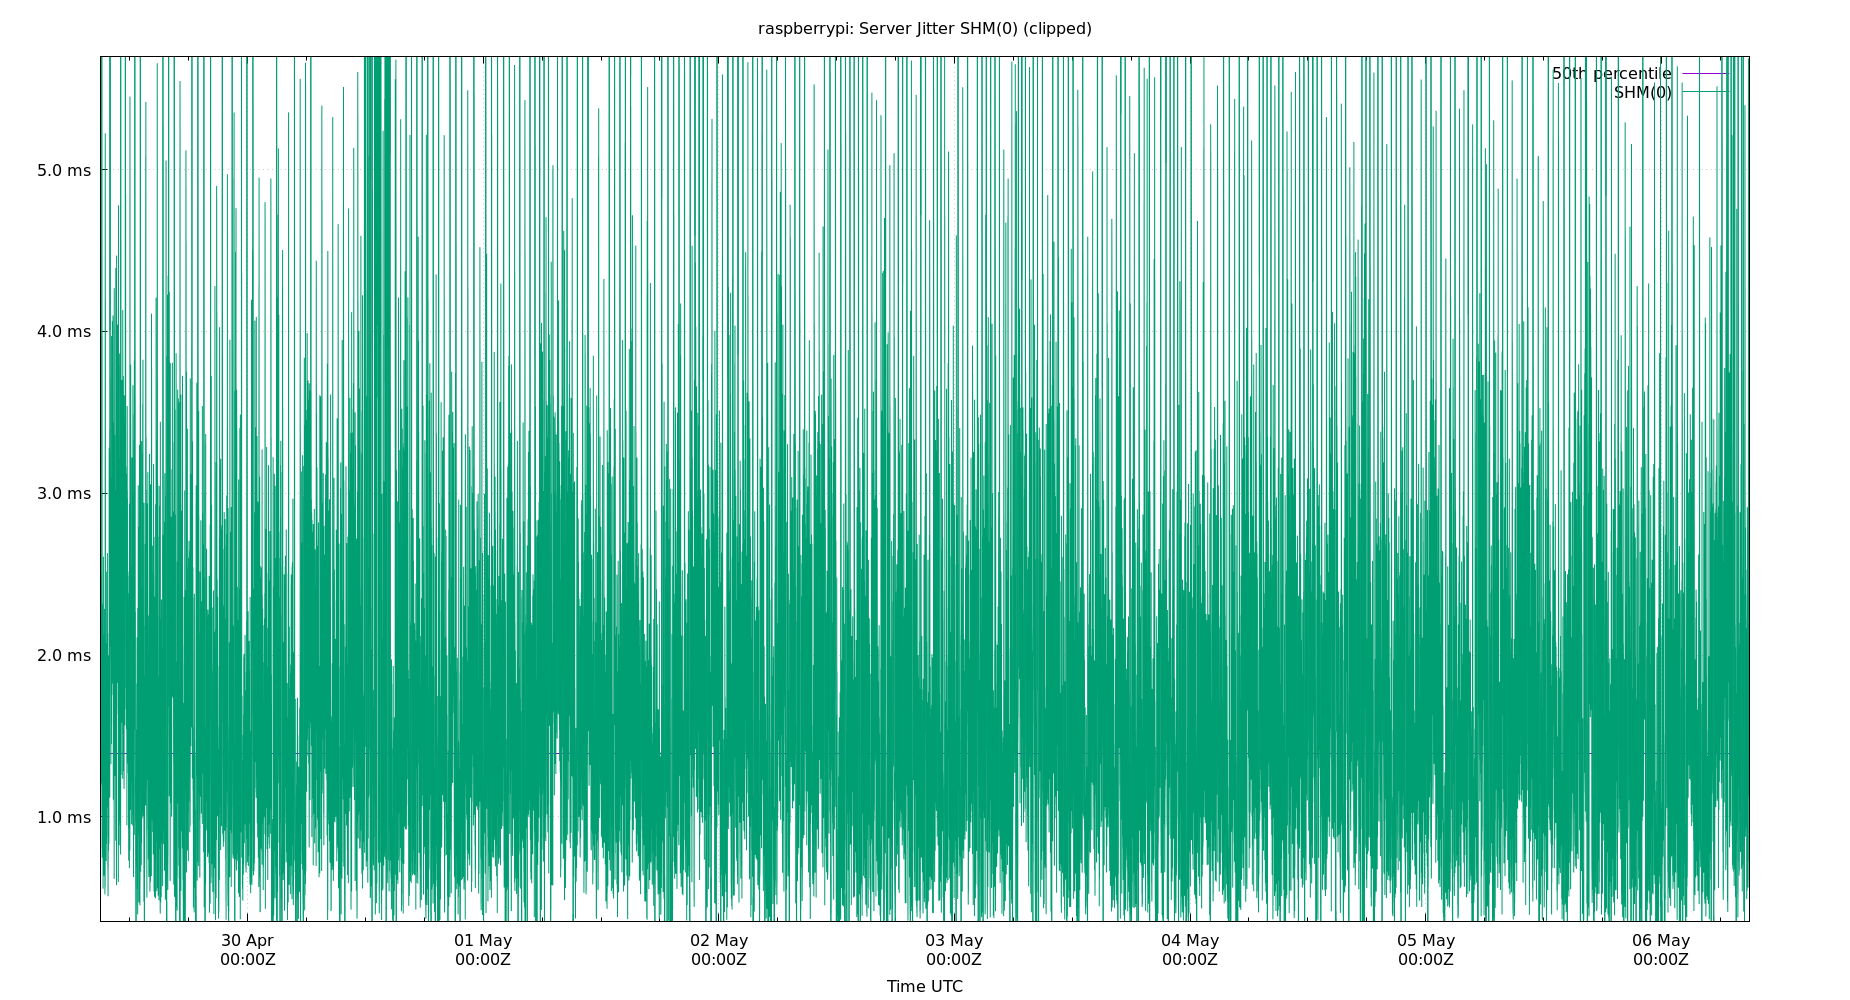 raspberrypi: Server Jitter SHM(0) (clipped)
50th percentile
SHM(0)
5.0 ms
4.0 ms
3.0 ms
2.0 ms
1.0 ms
30 Apr 01 May 02 May 03 May 04 May 05 May 06 May
00:00Z 00:00Z 00:00Z 00:00Z 00:00Z 00:00Z 00:00Z
Time UTC